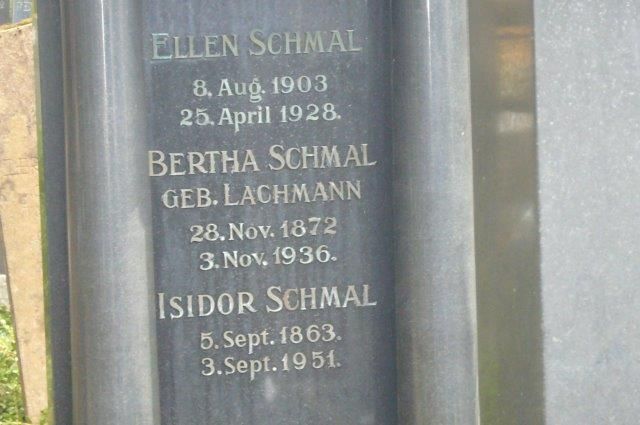 ELLEN SCHMAL
8. Aug. 1903
25. April 1928.
BERTHA SCHMAL
GEB. LACHMANN
28. Nov. 1872
3. Nov. 1936.
ISIDOR SCHMAL
5. Sept. 1863.
3. Sept. 1951.